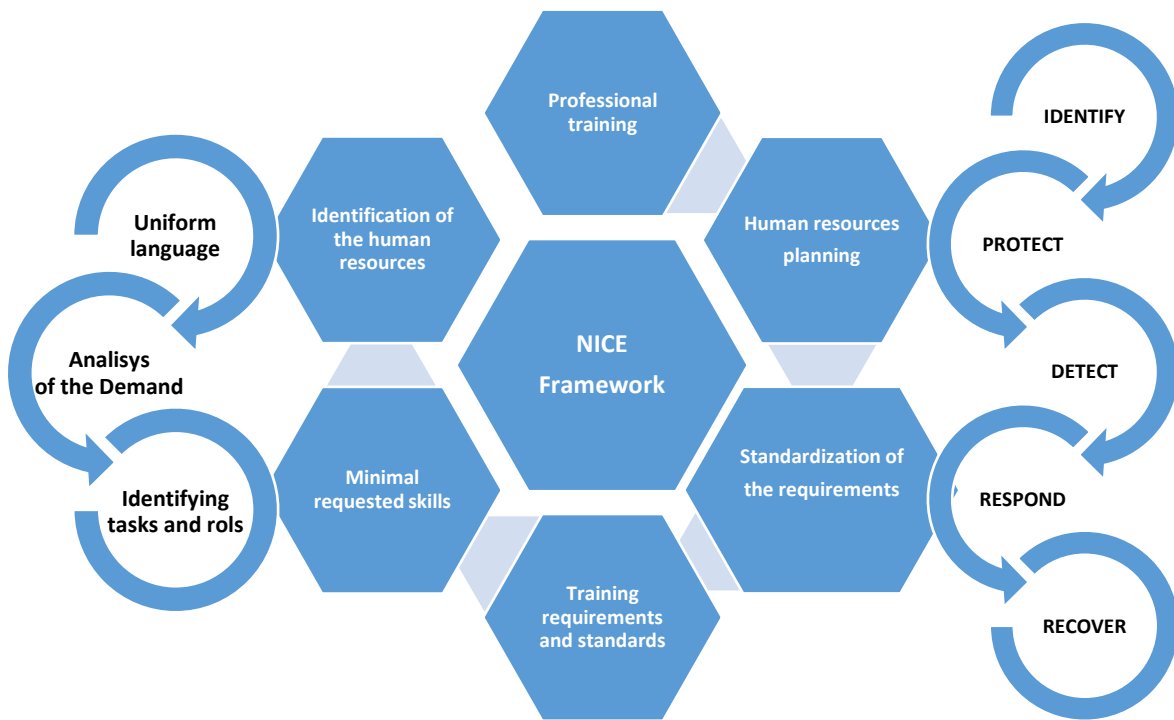 Professional
training
IDENTIFY
Uniform
language
Identification of
the human
resources
Human resources
planning
PROTECT
NICE
Framework
Analisys
of the Demand
DETECT
Identifying
tasks and rols
Minimal
requested skills
Standardization of
the requirements
RESPOND
Training
requirements
and standards
RECOVER